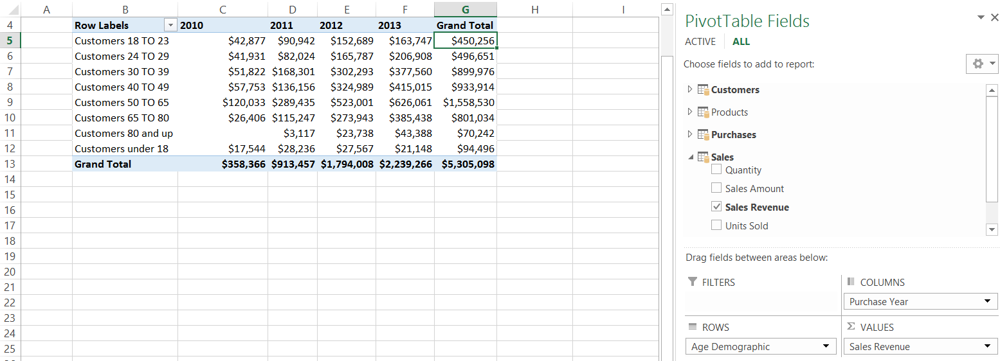 A B C D E F G H I
4 Row Labels 2010 2011 2012 2013 Grand Total
5 Customers 18 TO 23 $42,877 $90,942 $152,689 $163,747 $450,256
6 Customers 24 TO 29 $41,931 $82,024 $165,787 $206,908 $496,651
7 Customers 30 TO 39 $51,822 $168,301 $302,293 $377,560 $899,976
8 Customers 40 TO 49 $57,753 $136,156 $324,989 $415,015 $933,914
9 Customers 50 TO 65 $120,033 $289,435 $523,001 $626,061 $1,558,530
10 Customers 65 TO 80 $26,406 $115,247 $273,943 $385,438 $801,034
11 Customers 80 and up $3,117 $23,738 $43,388 $70,242
12 Customers under 18 $17,544 $28,236 $27,567 $21,148 $94,496
13 Grand Total $358,366 $913,457 $1,794,008 $2,239,266 $5,305,098
14
15
16
17
18
19
20
21
22
23
24
25
PivotTable Fields
ACTIVE ALL
Choose fields to add to report:
Customers
Products
Purchases
Sales
Quantity
Sales Amount
Sales Revenue
Units Sold
Drag fields between areas below:
FILTERS
COLUMNS
Purchase Year
ROWS
Age Demographic
VALUES
Sales Revenue